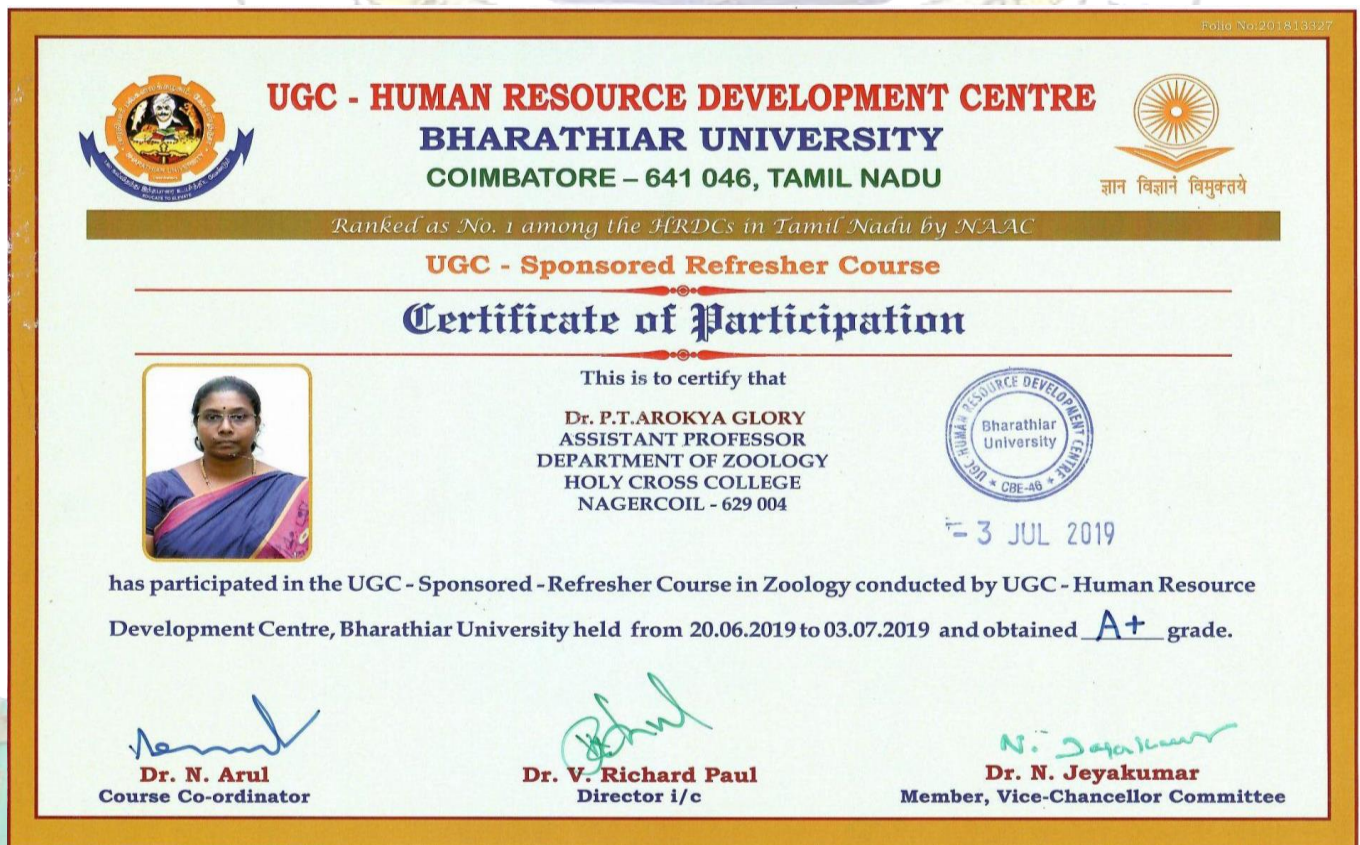 Folio No:201813327
UGC - HUMAN RESOURCE DEVELOPMENT CENTRE
BHARATHIAR UNIVERSITY
COIMBATORE – 641 046, TAMIL NADU
ज्ञान विज्ञानं विमुक्तये
BHARATHIAR UNIVERSITY
EDUCATE TO ELEVATE
Ranked as No. 1 among the HRDCs in Tamil Nadu by NAAC
UGC - Sponsored Refresher Course
Certificate of Participation
This is to certify that
Dr. P.T.AROKYA GLORY
ASSISTANT PROFESSOR
DEPARTMENT OF ZOOLOGY
HOLY CROSS COLLEGE
NAGERCOIL - 629 004
UGC-HUMAN RESOURCE DEVELOPMENT CENTRE
Bharathiar
University
* CBE-46 *
- 3 JUL 2019
has participated in the UGC - Sponsored - Refresher Course in Zoology conducted by UGC - Human Resource
Development Centre, Bharathiar University held from 20.06.2019 to 03.07.2019 and obtained A+ grade.
N. Jeyakumar
Dr. N. Arul
Course Co-ordinator
Dr. V. Richard Paul
Director i/c
Dr. N. Jeyakumar
Member, Vice-Chancellor Committee